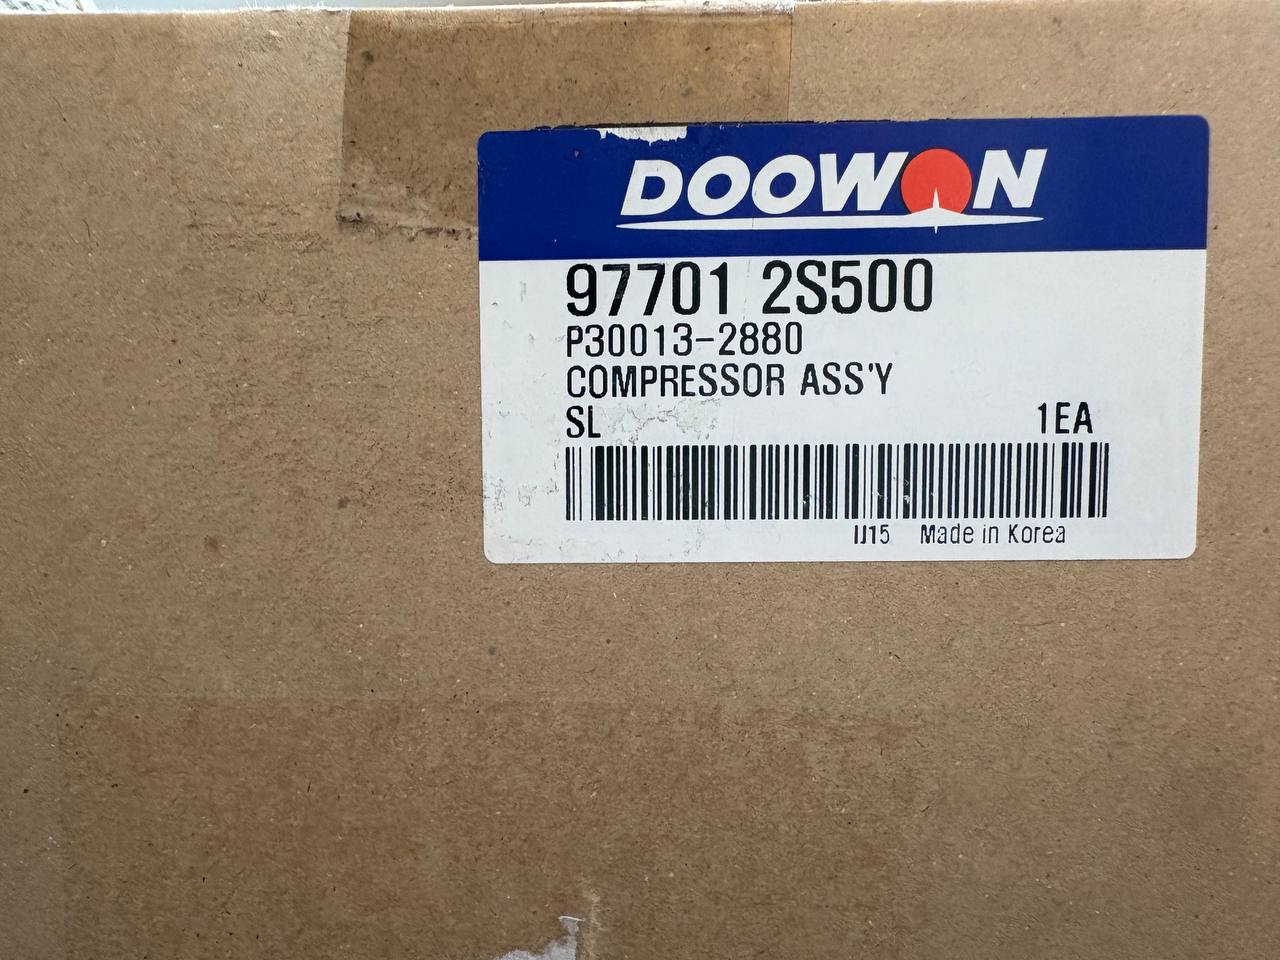 DOOWON
97701 2S500
P30013-2880
COMPRESSOR ASS'Y
SL 1EA
IJ15 Made in Korea